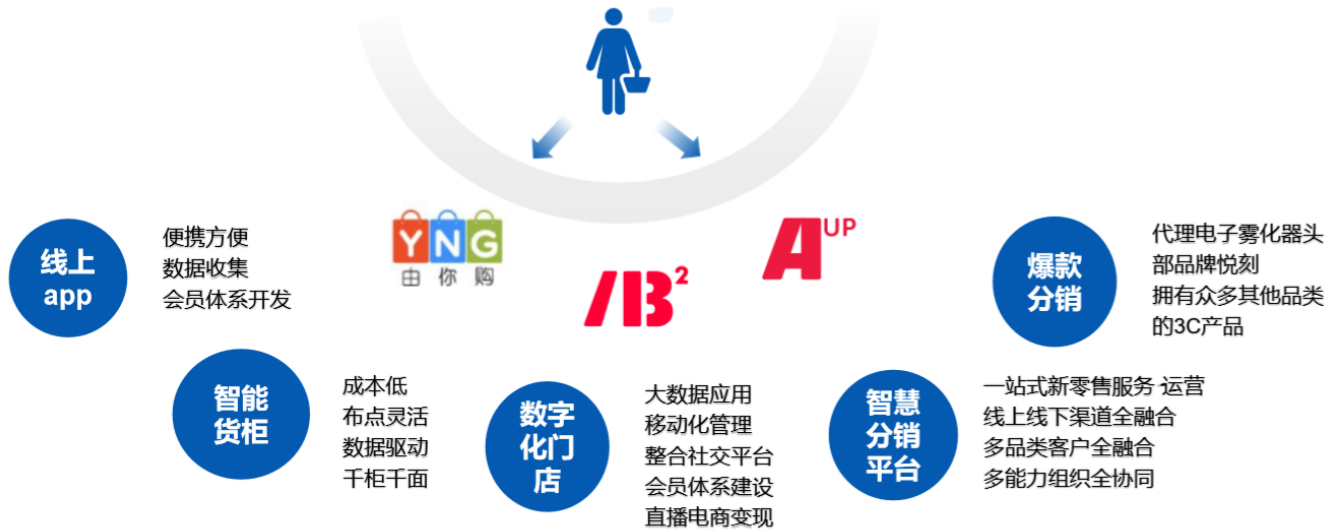 YNG
由你购
/B²
A UP
线上
app
便携方便
数据收集
会员体系开发
智能
货柜
成本低
布点灵活
数据驱动
千柜千面
数字
化门
店
大数据应用
移动化管理
整合社交平台
会员体系建设
直播电商变现
智慧
分销
平台
一站式新零售服务·运营
线上线下渠道全融合
多品类客户全融合
多能力组织全协同
爆款
分销
代理电子雾化器头
部品牌悦刻
拥有众多其他品类
的3C产品